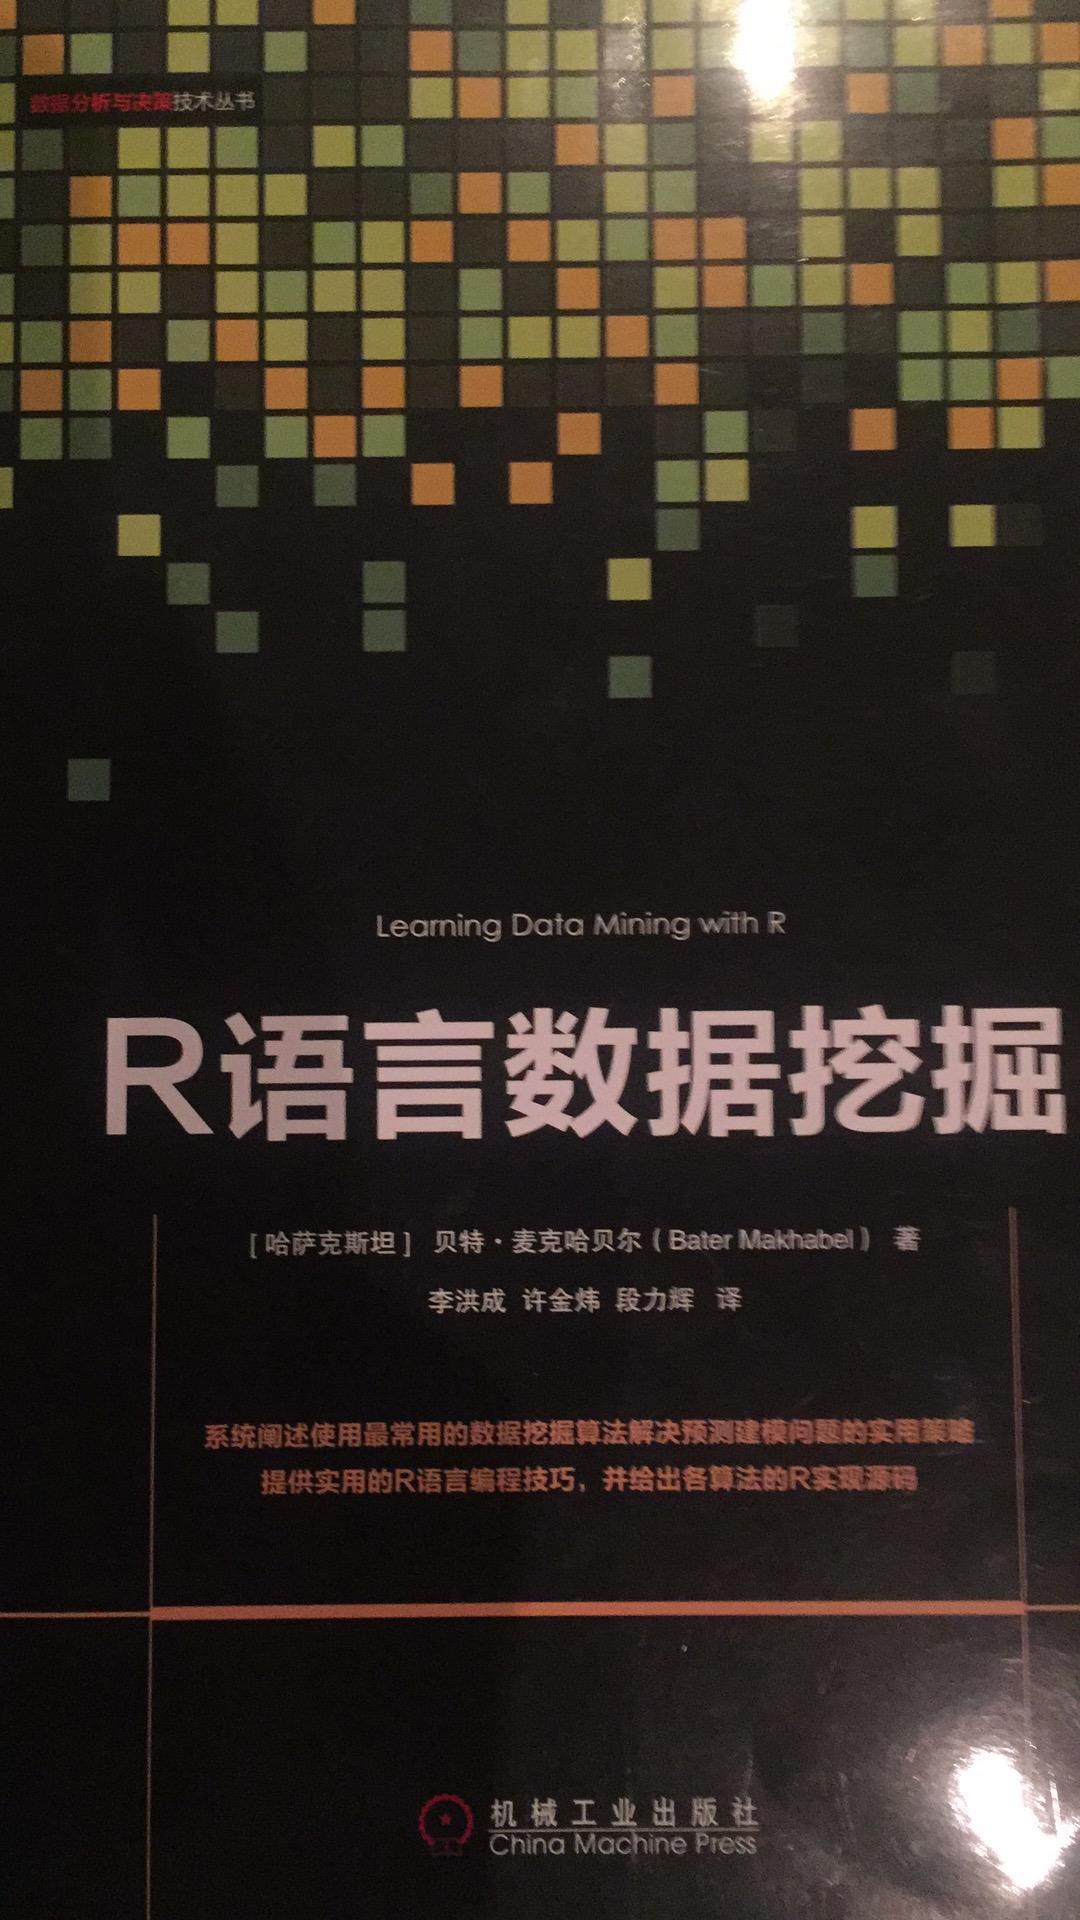 数据分析与决策技术丛书
Learning Data Mining with R
R语言数据挖掘
[哈萨克斯坦] 贝特·麦克哈贝尔（Bater Makhabel） 著
李洪成 许金炜 段力辉 译
系统阐述使用最常用的数据挖掘算法解决预测建模问题的实用策略
提供实用的R语言编程技巧，并给出各算法的R实现源码
机械工业出版社
China Machine Press